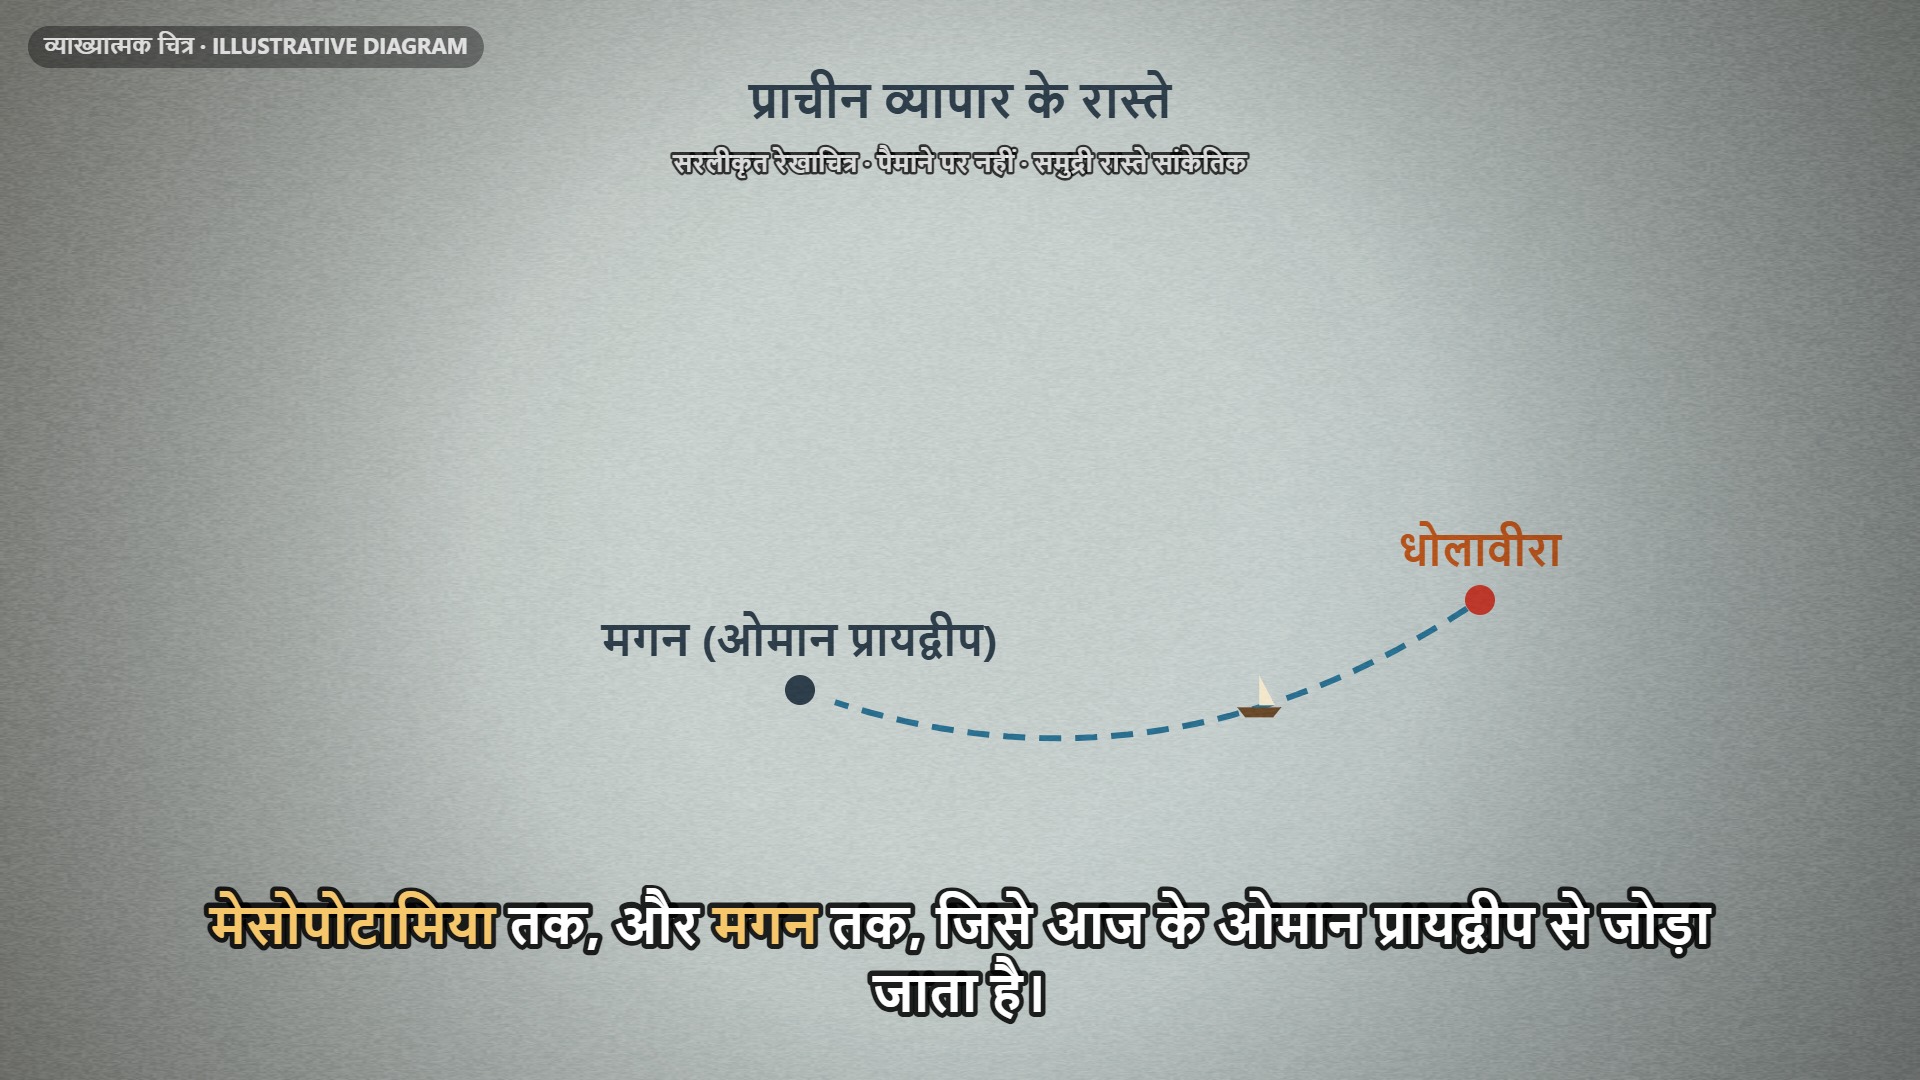 व्याख्यात्मक चित्र · ILLUSTRATIVE DIAGRAM
प्राचीन व्यापार के रास्ते
सरलीकृत रेखाचित्र · पैमाने पर नहीं · समुद्री रास्ते सांकेतिक
धोलावीरा
मगन (ओमान प्रायद्वीप)
मेसोपोटामिया तक, और मगन तक, जिसे आज के ओमान प्रायद्वीप से जोड़ा
जाता है।